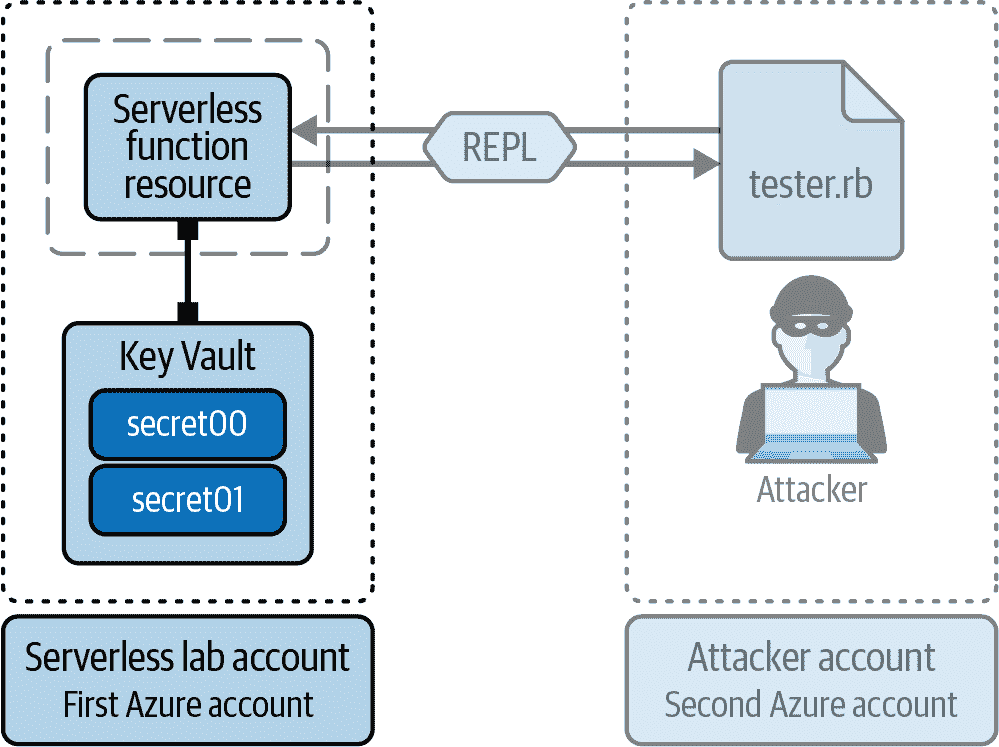 Serverless
function
resource
REPL
tester.rb
Key Vault
secret00
secret01
Attacker
Serverless lab account
First Azure account
Attacker account
Second Azure account